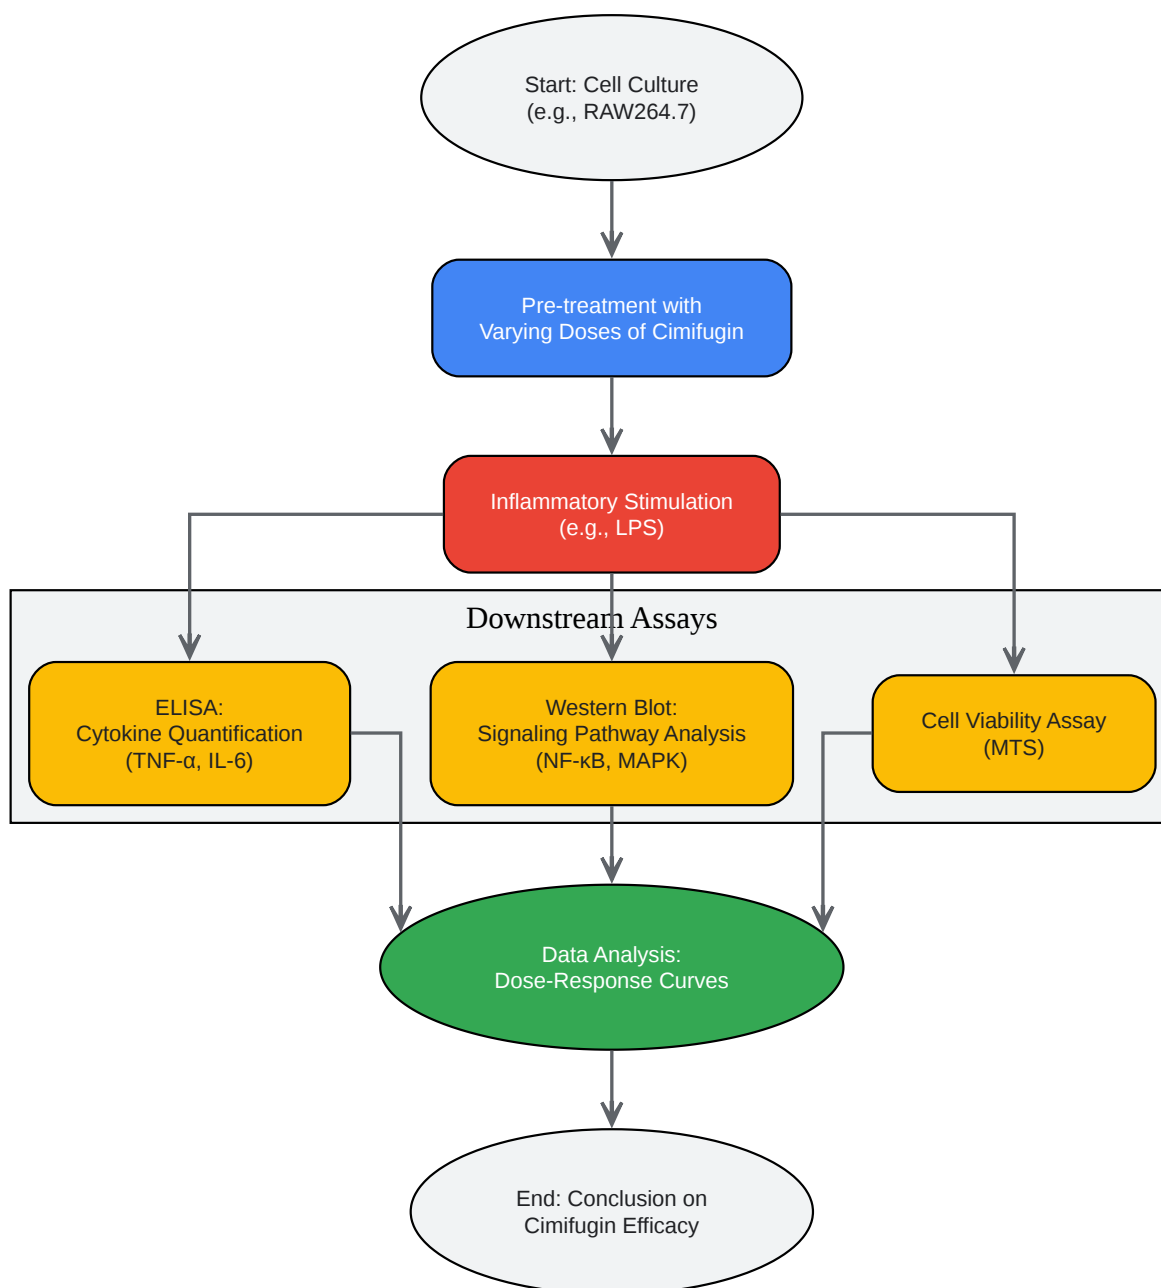 Start: Cell Culture
(e.g., RAW264.7)
Pre-treatment with
Varying Doses of Cimifugin
Inflammatory Stimulation
(e.g., LPS)
Downstream Assays
ELISA:
Cytokine Quantification
(TNF-α, IL-6)
Western Blot:
Signaling Pathway Analysis
(NF-κB, MAPK)
Cell Viability Assay
(MTS)
Data Analysis:
Dose-Response Curves
End: Conclusion on
Cimifugin Efficacy